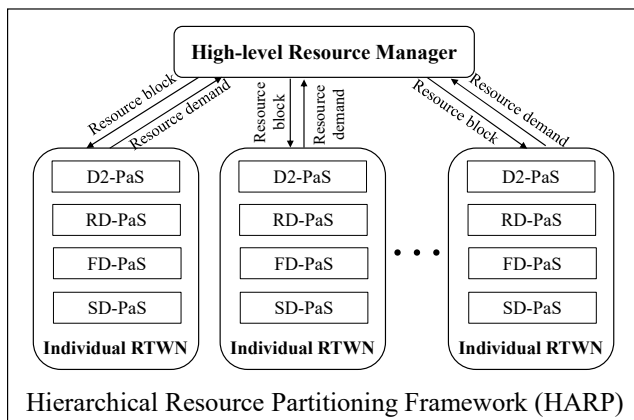 High-level Resource Manager
Resource block
Resource demand
Resource
block
Resource
demand
Resource block
Resource demand
D2-PaS
RD-PaS
FD-PaS
SD-PaS
Individual RTWN
D2-PaS
RD-PaS
FD-PaS
SD-PaS
Individual RTWN
• • •
D2-PaS
RD-PaS
FD-PaS
SD-PaS
Individual RTWN
Hierarchical Resource Partitioning Framework (HARP)